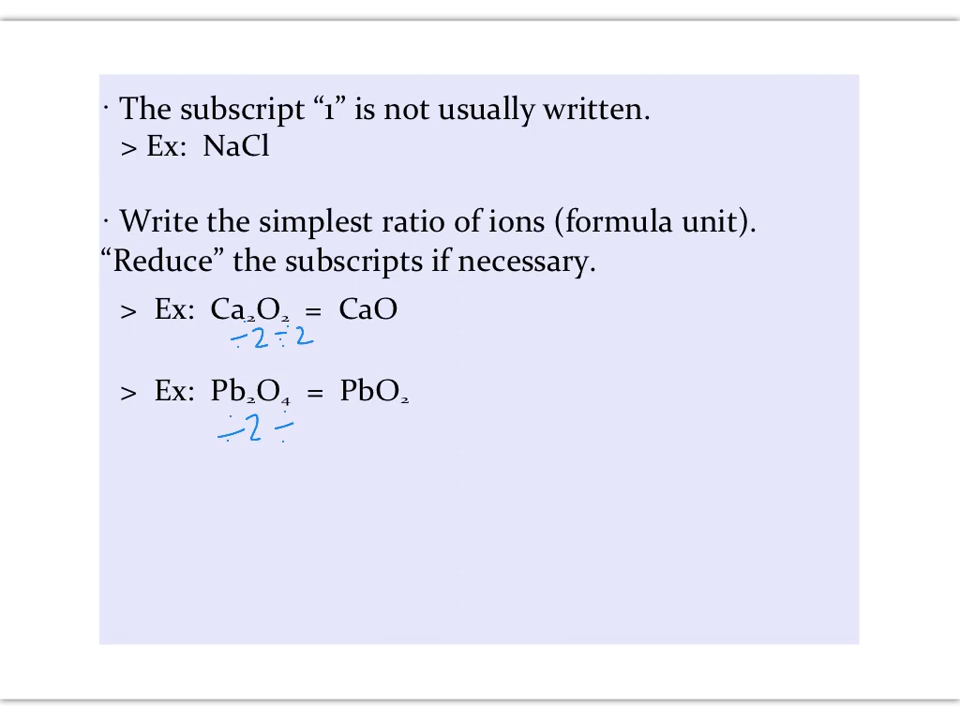 · The subscript “1” is not usually written.
> Ex: NaCl
· Write the simplest ratio of ions (formula unit).
“Reduce” the subscripts if necessary.
> Ex: Ca₂O₂ = CaO
÷2 ÷2
> Ex: Pb₂O₄ = PbO₂
÷2 ÷